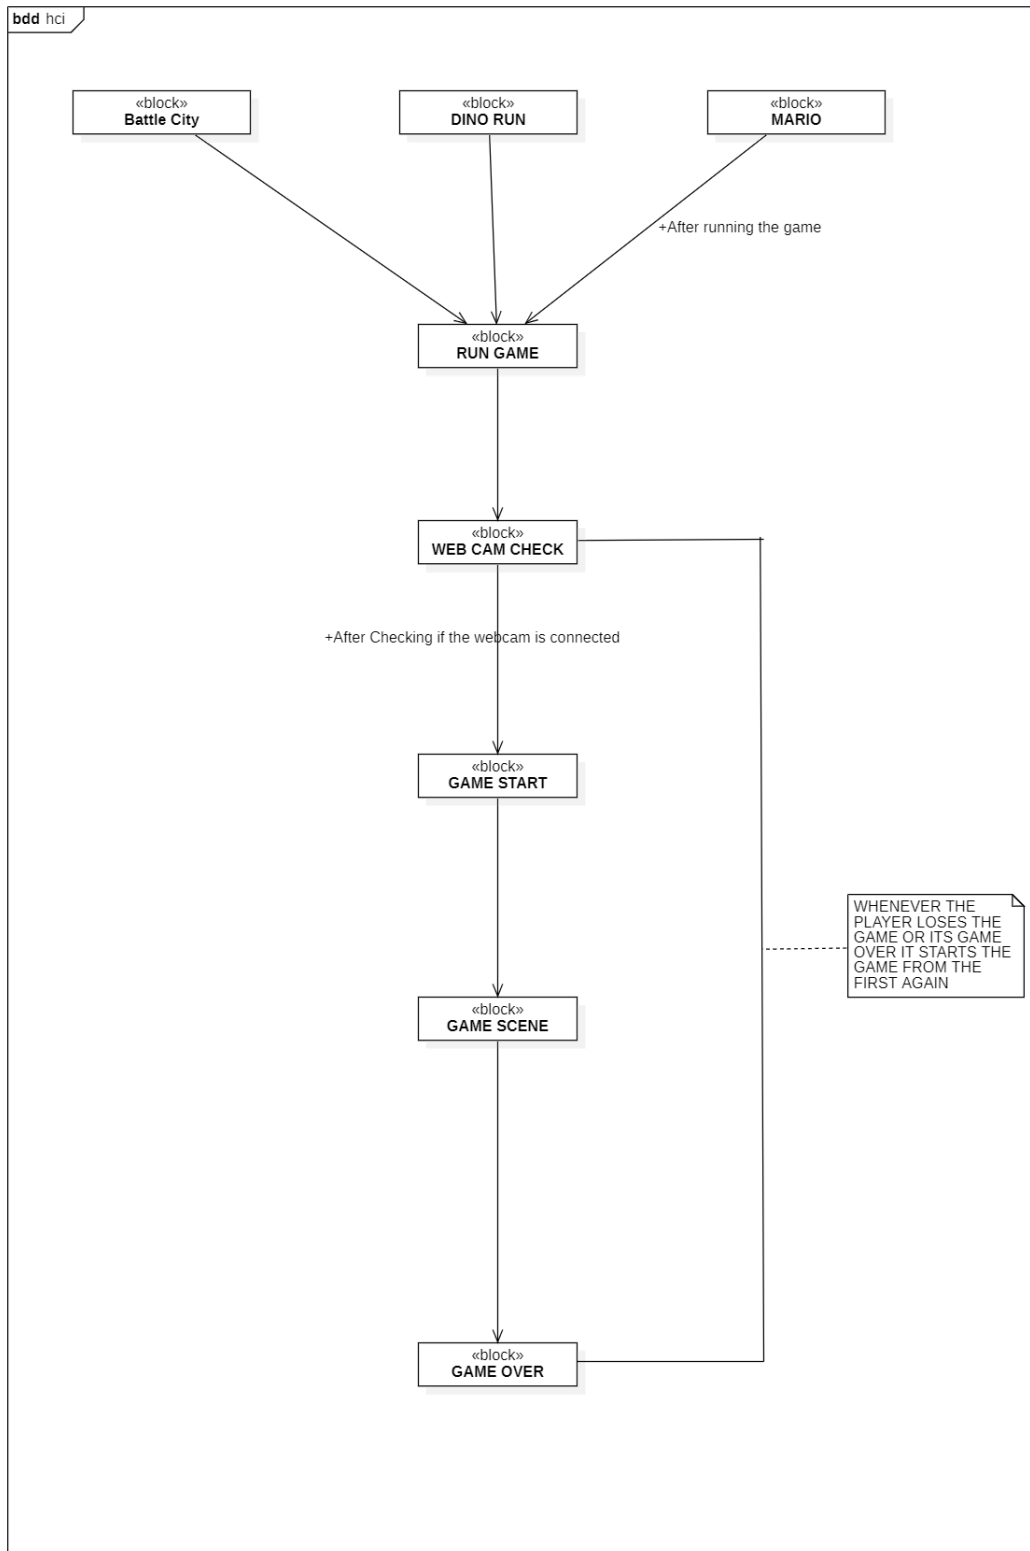 bdd hci
«block»
Battle City
«block»
DINO RUN
«block»
MARIO
+After running the game
«block»
RUN GAME
«block»
WEB CAM CHECK
+After Checking if the webcam is connected
«block»
GAME START
WHENEVER THE
PLAYER LOSES THE
GAME OR ITS GAME
OVER IT STARTS THE
GAME FROM THE
FIRST AGAIN
«block»
GAME SCENE
«block»
GAME OVER